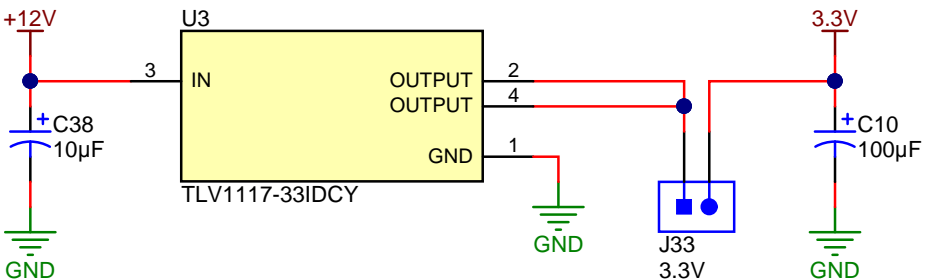 +12V
U3
3.3V
3
IN
OUTPUT
2
OUTPUT
4
+ C38
10µF
+ C10
100µF
GND
1
TLV1117-33IDCY
GND
GND
J33
3.3V
GND